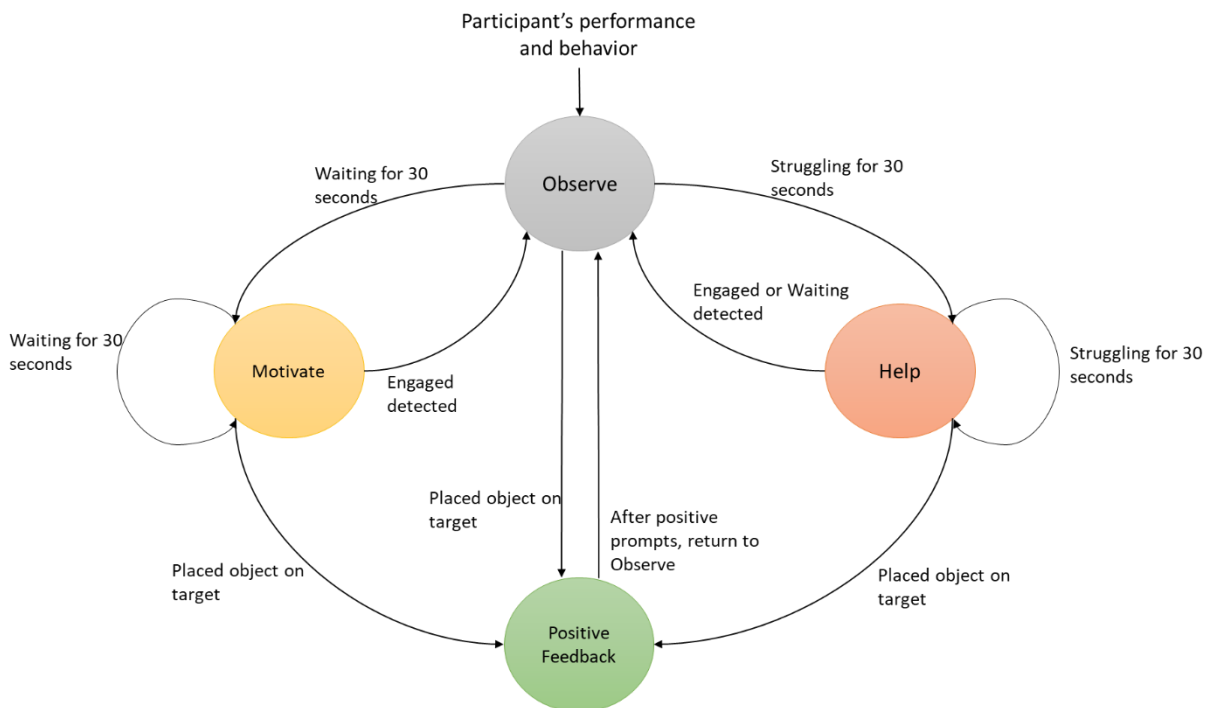 Participant's performance
and behavior
Observe
Waiting for 30
seconds
Struggling for 30
seconds
Engaged or Waiting
detected
Waiting for 30
seconds
Motivate
Engaged
detected
Help
Struggling for 30
seconds
Placed object on
target
After positive
prompts, return to
Observe
Placed object on
target
Placed object on
target
Positive
Feedback